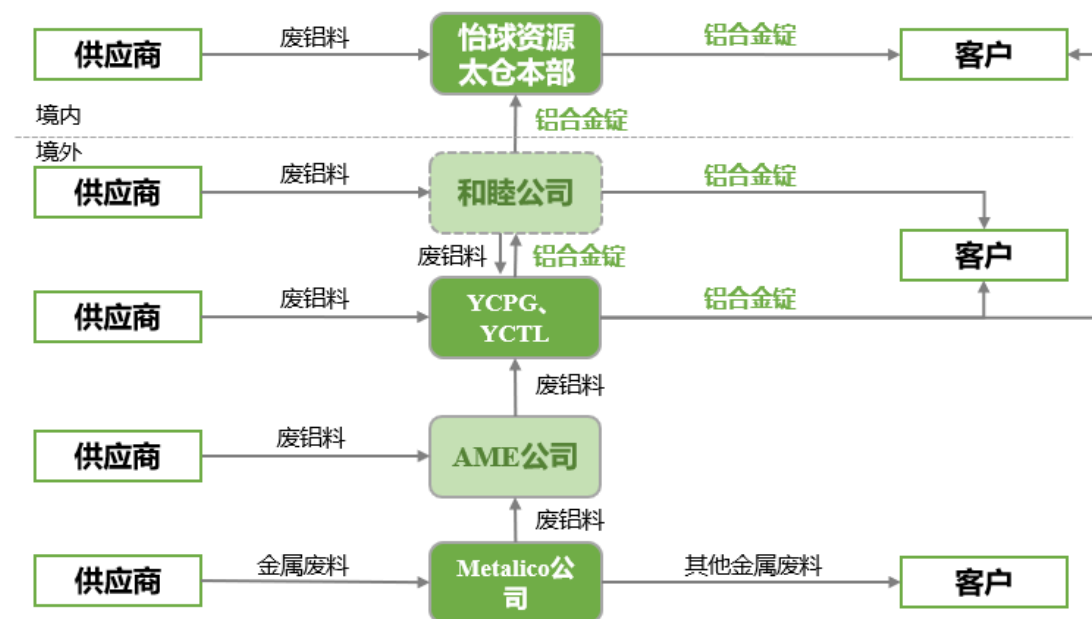 供应商
废铝料
怡球资源
太仓本部
铝合金锭
客户
境内
铝合金锭
境外
供应商
废铝料
和睦公司
铝合金锭
客户
废铝料
铝合金锭
供应商
废铝料
YCPG、
YCTL
铝合金锭
废铝料
供应商
废铝料
AME公司
废铝料
供应商
金属废料
Metalico公
司
其他金属废料
客户